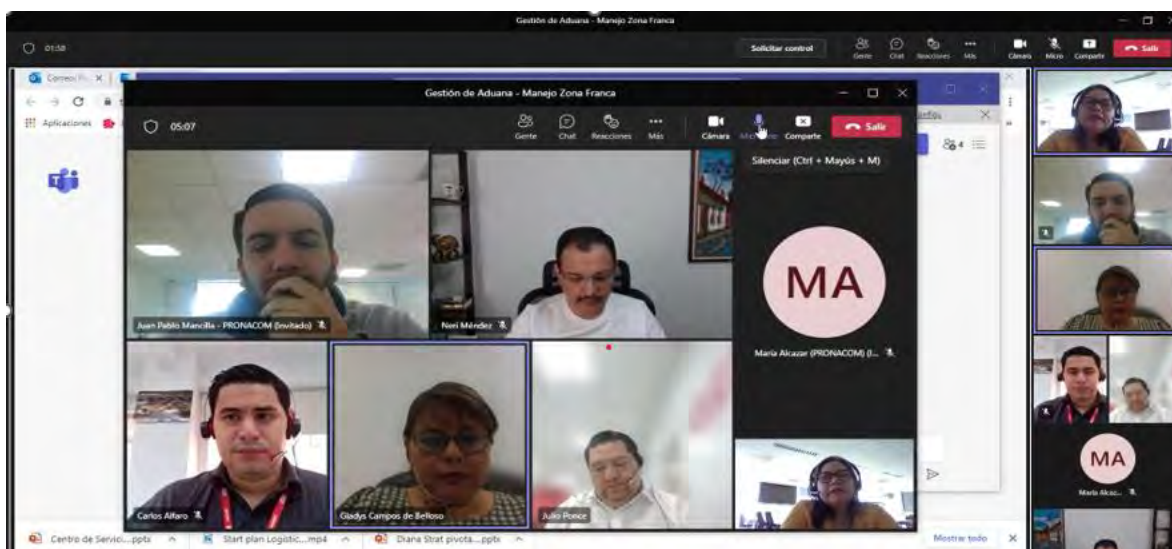 Gestión de Aduana - Manejo Zona Franca
01:58
Solicitar control
Gente Chat Reacciones Más Cámara Micro Compartir Salir
Aplicaciones
Gestión de Aduana - Manejo Zona Franca
05:07
Gente Chat Reacciones Más Cámara Comparte Salir
4
Silenciar (Ctrl + Mayús + M)
MA
Juan Pablo Mancilla - PRONACOM (Invitado)
Neri Méndez
María Alcazar (PRONACOM) (I...
MA
María Alcaz...
Carlos Alfaro
Gladys Campos de Belloso
Julio Ponce
Centro de Servici....pptx
Start plan Logistic....mp4
Diana Strat pivota....pptx
Mostrar todo